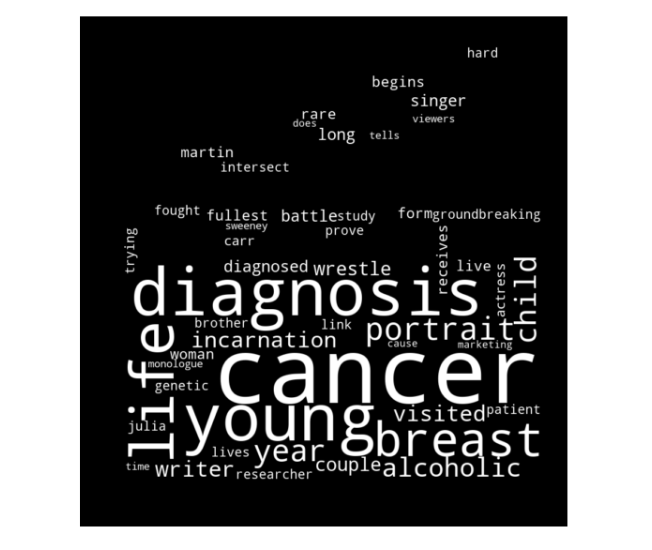 hard
begins
singer
rare
viewers
does
long
tells
martin
intersect
fought
fullest
battle
study
form
groundbreaking
sweeney
prove
carr
trying
receives
diagnosed
wrestle
live
actress
child
diagnosis
brother
link
portrait
incarnation
cause
marketing
woman
monologue
life
cancer
genetic
young
visited
patient
julia
breast
lives
year
time
writer
researcher
couple
alcoholic